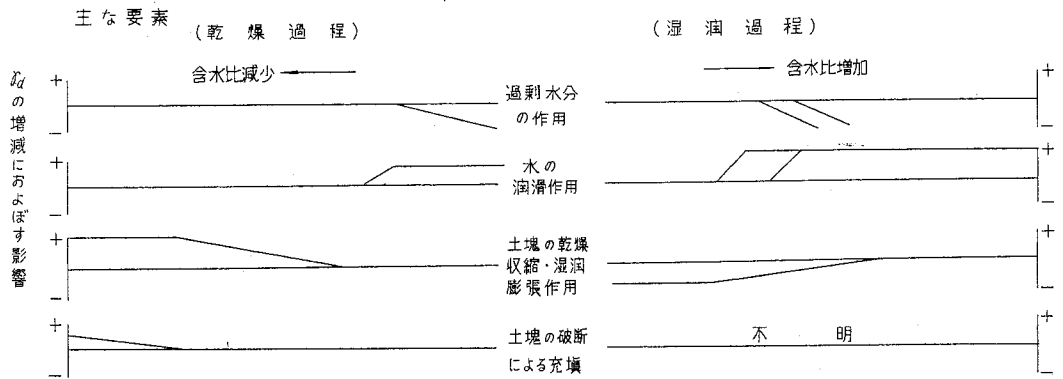 主な要素
(乾燥過程)
(湿潤過程)
含水比減少
含水比増加
γdの増減におよぼす影響
+
−
過剰水分
の作用
+
−
+
−
水の
潤滑作用
+
−
+
−
土塊の乾燥
収縮・湿潤
膨張作用
+
−
+
−
土塊の破断
による充填
不明
+
−